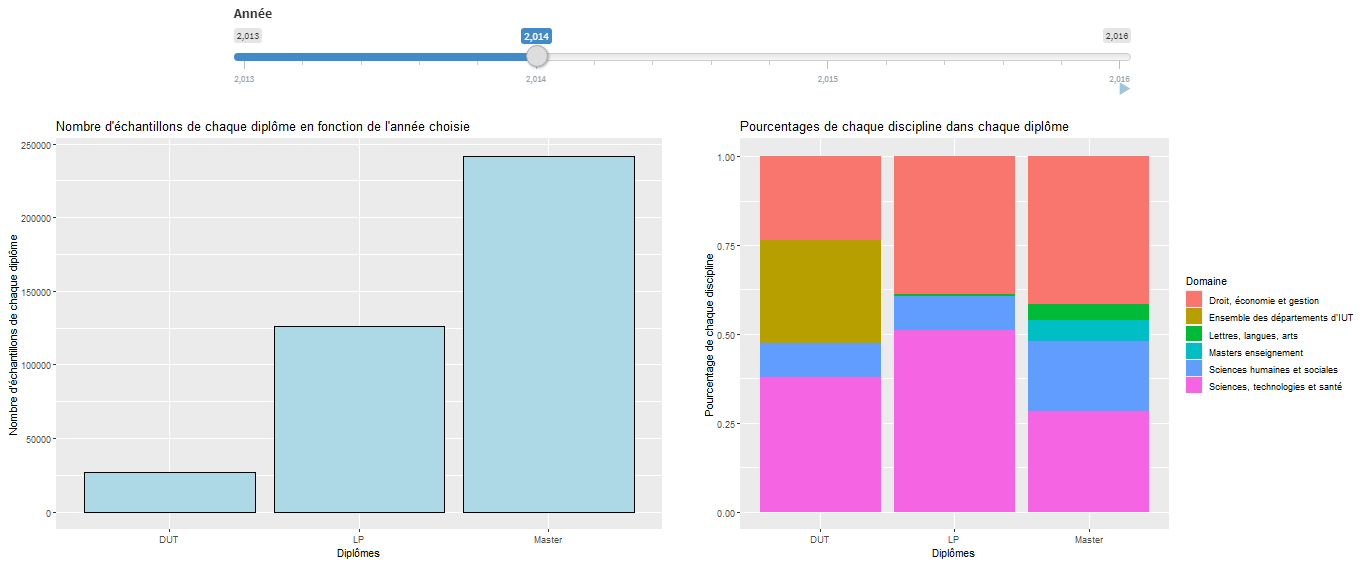 Année
2,013
2,014
2,016
2,013
2,014
2,015
2,016
Nombre d'échantillons de chaque diplôme en fonction de l'année choisie
250000
200000
150000
100000
50000
0
Nombre d'échantillons de chaque diplôme
DUT
LP
Master
Diplômes
Pourcentages de chaque discipline dans chaque diplôme
1.00
0.75
0.50
0.25
0.00
Pourcentage de chaque discipline
DUT
LP
Master
Diplômes
Domaine
Droit, économie et gestion
Ensemble des départements d'IUT
Lettres, langues, arts
Masters enseignement
Sciences humaines et sociales
Sciences, technologies et santé